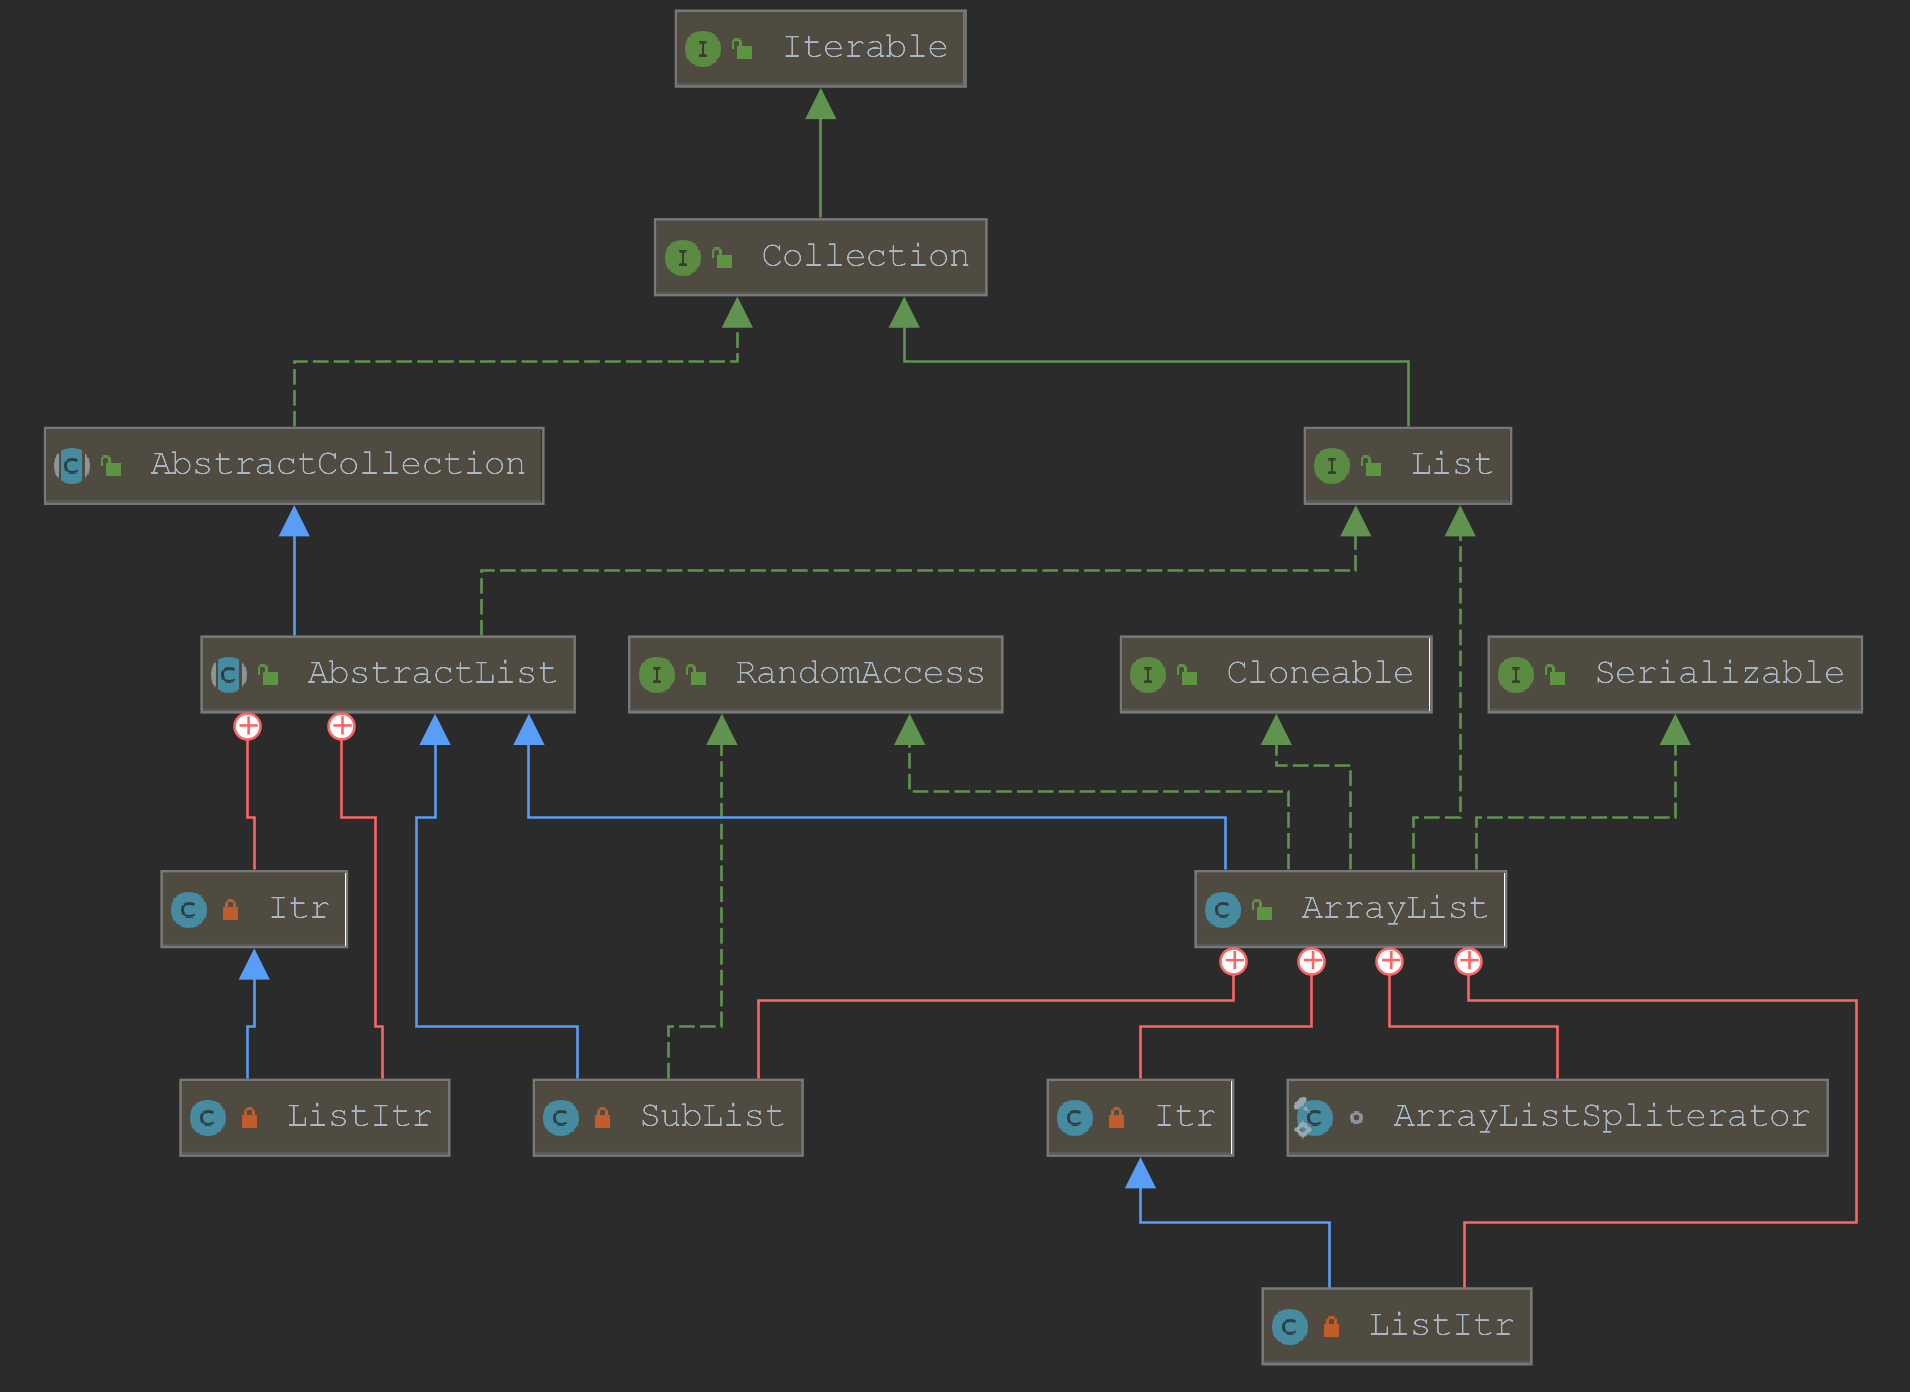 I Iterable
I Collection
C AbstractCollection
I List
C AbstractList
I RandomAccess
I Cloneable
I Serializable
C Itr
C ArrayList
C ListItr
C SubList
C Itr
C ArrayListSpliterator
C ListItr